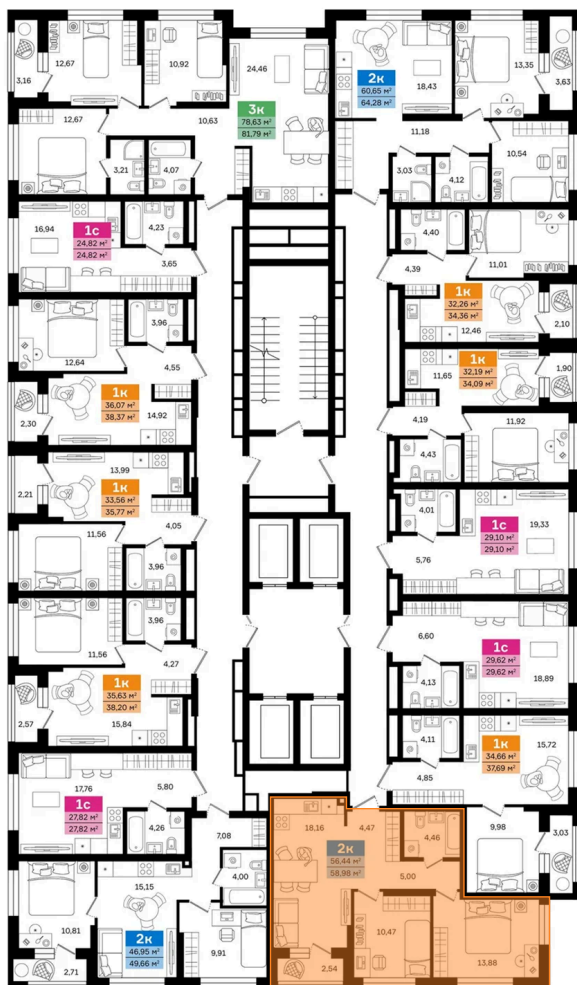 3,16
12,67
10,92
24,46
3к
78,63 м²
81,79 м²
12,67
10,63
3,21
4,07
2к
60,65 м²
64,28 м²
18,43
13,35
3,63
11,18
3,03
4,12
10,54
16,94
1с
24,82 м²
24,82 м²
4,23
3,65
4,40
11,01
4,39
1к
32,26 м²
34,36 м²
12,46
2,10
3,96
12,64
4,55
1к
36,07 м²
38,37 м²
14,92
2,30
11,65
1к
32,19 м²
34,09 м²
1,90
4,19
11,92
4,43
2,21
13,99
1к
33,56 м²
35,77 м²
4,05
11,56
3,96
4,01
1с
29,10 м²
29,10 м²
19,33
5,76
3,96
11,56
4,27
1к
35,63 м²
38,20 м²
2,57
15,84
6,60
1с
29,62 м²
29,62 м²
4,13
18,89
4,11
1к
34,66 м²
37,69 м²
15,72
4,85
9,98
3,03
17,76
5,80
1с
27,82 м²
27,82 м²
4,26
7,08
4,00
15,15
10,81
2к
46,95 м²
49,66 м²
9,91
2,71
18,16
4,47
4,46
2к
56,44 м²
58,98 м²
5,00
10,47
2,54
13,88